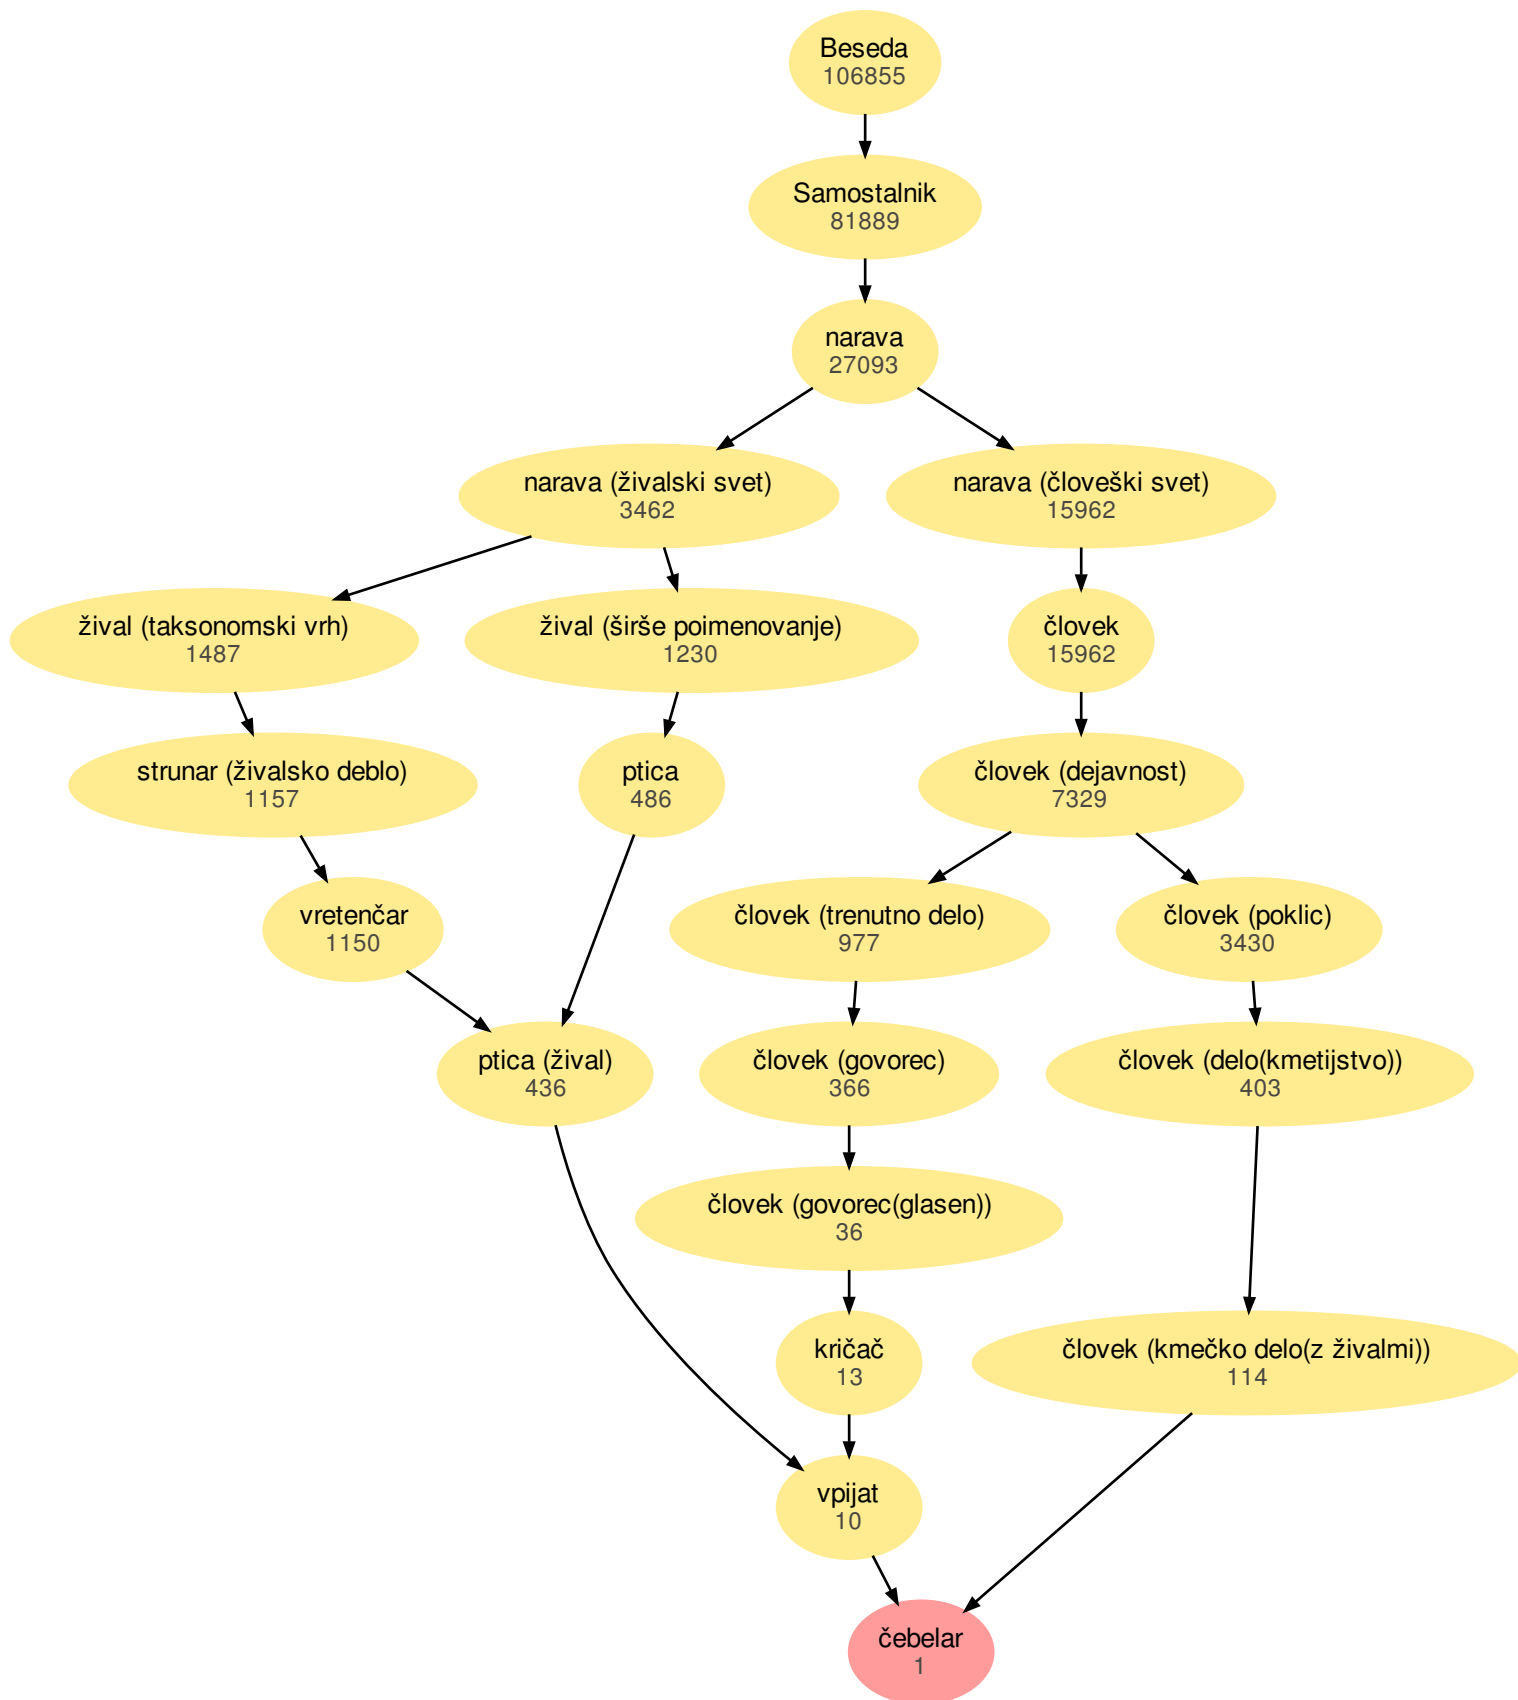 Beseda
106855
Samostalnik
81889
narava
27093
narava (živalski svet)
3462
narava (človeški svet)
15962
žival (taksonomski vrh)
1487
žival (širše poimenovanje)
1230
človek
15962
strunar (živalsko deblo)
1157
ptica
486
človek (dejavnost)
7329
vretenčar
1150
človek (trenutno delo)
977
človek (poklic)
3430
ptica (žival)
436
človek (govorec)
366
človek (delo(kmetijstvo))
403
človek (govorec(glasen))
36
kričač
13
človek (kmečko delo(z živalmi))
114
vpijat
10
čebelar
1